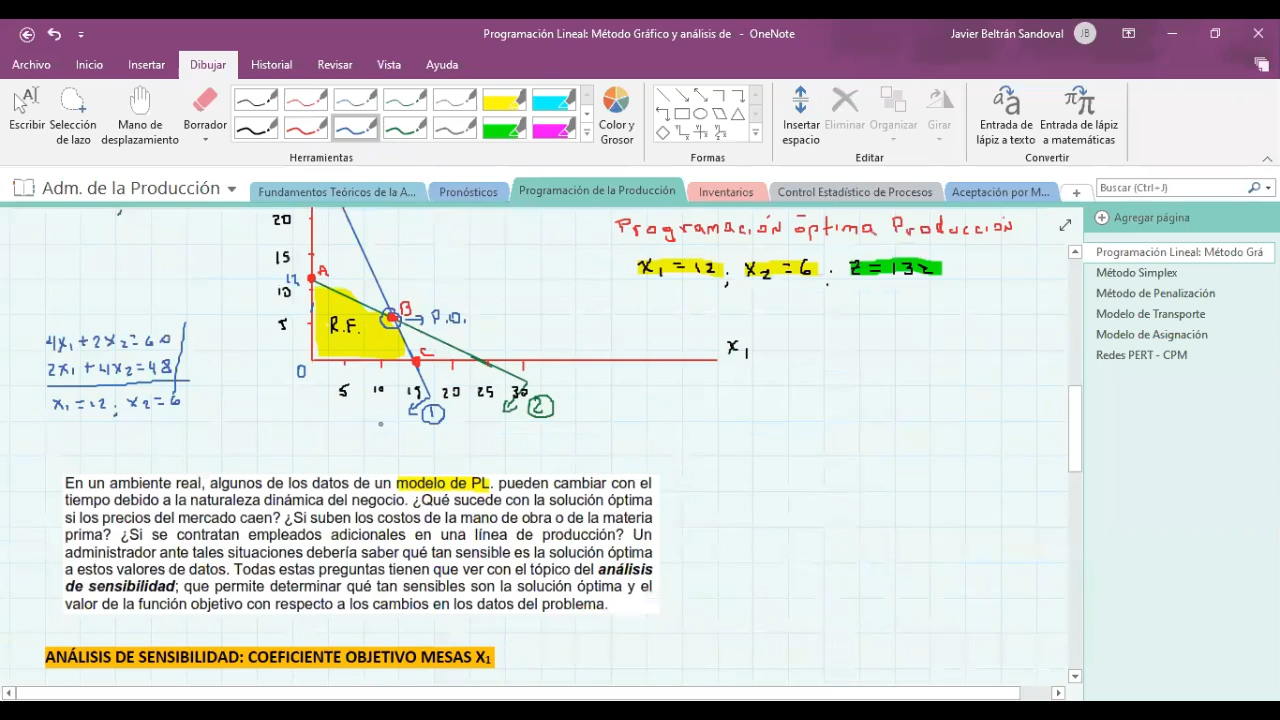 Programación Lineal: Método Gráfico y análisis de - OneNote
Javier Beltrán Sandoval JB
Archivo Inicio Insertar Dibujar Historial Revisar Vista Ayuda
Escribir Selección de lazo Mano de desplazamiento Borrador Color y Grosor Insertar espacio Eliminar Organizar Girar Entrada de lápiz a texto Entrada de lápiz a matemáticas
Herramientas Formas Editar Convertir
Adm. de la Producción Fundamentos Teóricos de la A... Pronósticos Programación de la Producción Inventarios Control Estadístico de Procesos Aceptación por M... Buscar (Ctrl+J)
Agregar página
Programación Lineal: Método Grá
Método Simplex
Método de Penalización
Modelo de Transporte
Modelo de Asignación
Redes PERT - CPM
Programación óptima Producción
x₁ = 12 ; x₂ = 6 ; Z = 132
20
15
12 A
10
B
R.F. → P.O.
5
C
x₁
0
5 10 15 20 25 30
1 2
4x₁ + 2x₂ = 60
2x₁ + 4x₂ = 48
x₁ = 12 ; x₂ = 6
En un ambiente real, algunos de los datos de un modelo de PL. pueden cambiar con el
tiempo debido a la naturaleza dinámica del negocio. ¿Qué sucede con la solución óptima
si los precios del mercado caen? ¿Si suben los costos de la mano de obra o de la materia
prima? ¿Si se contratan empleados adicionales en una línea de producción? Un
administrador ante tales situaciones debería saber qué tan sensible es la solución óptima
a estos valores de datos. Todas estas preguntas tienen que ver con el tópico del análisis
de sensibilidad; que permite determinar qué tan sensibles son la solución óptima y el
valor de la función objetivo con respecto a los cambios en los datos del problema.
ANÁLISIS DE SENSIBILIDAD: COEFICIENTE OBJETIVO MESAS X₁